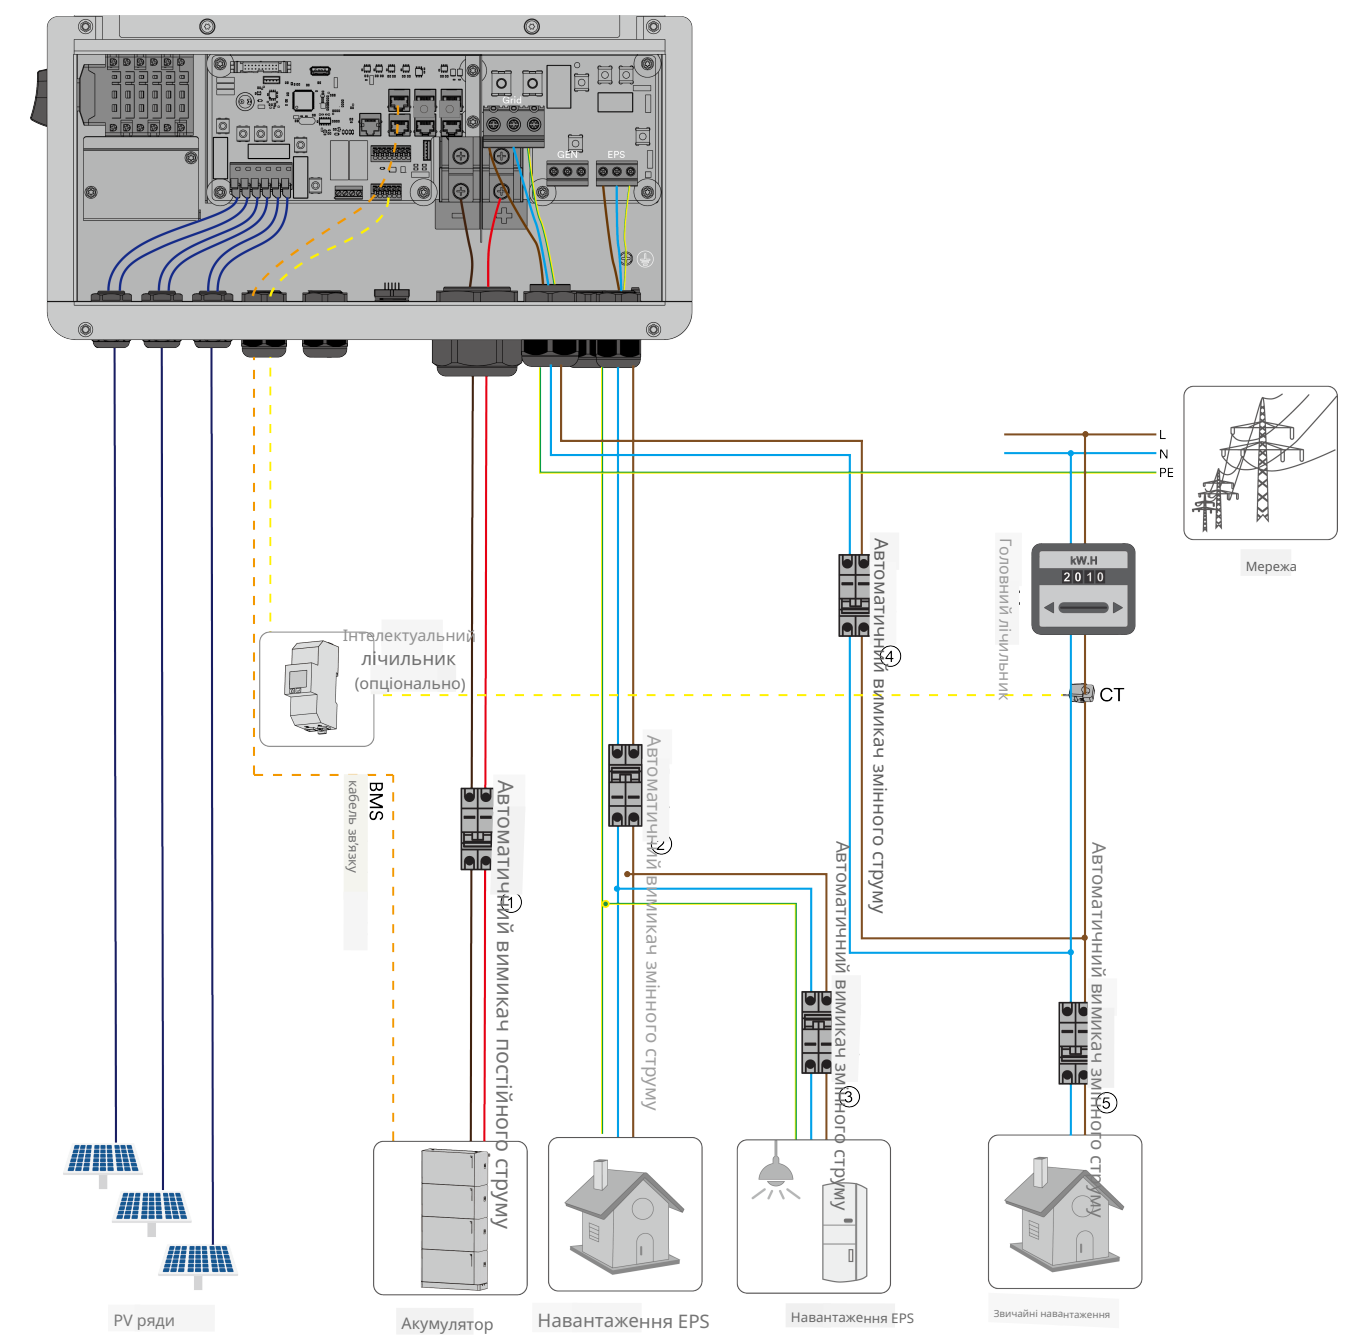 Grid
GEN
EPS
L
N
PE
Мережа
kW.H
2010
Головний лічильник
CT
Автоматичний вимикач змінного струму
4
Інтелектуальний
лічильник
(опціонально)
BMS
кабель зв'язку
Автоматичний вимикач постійного струму
1
Автоматичний вимикач змінного струму
2
Автоматичний вимикач змінного струму
3
Автоматичний вимикач змінного струму
5
PV ряди
Акумулятор
Навантаження EPS
Навантаження EPS
Звичайні навантаження